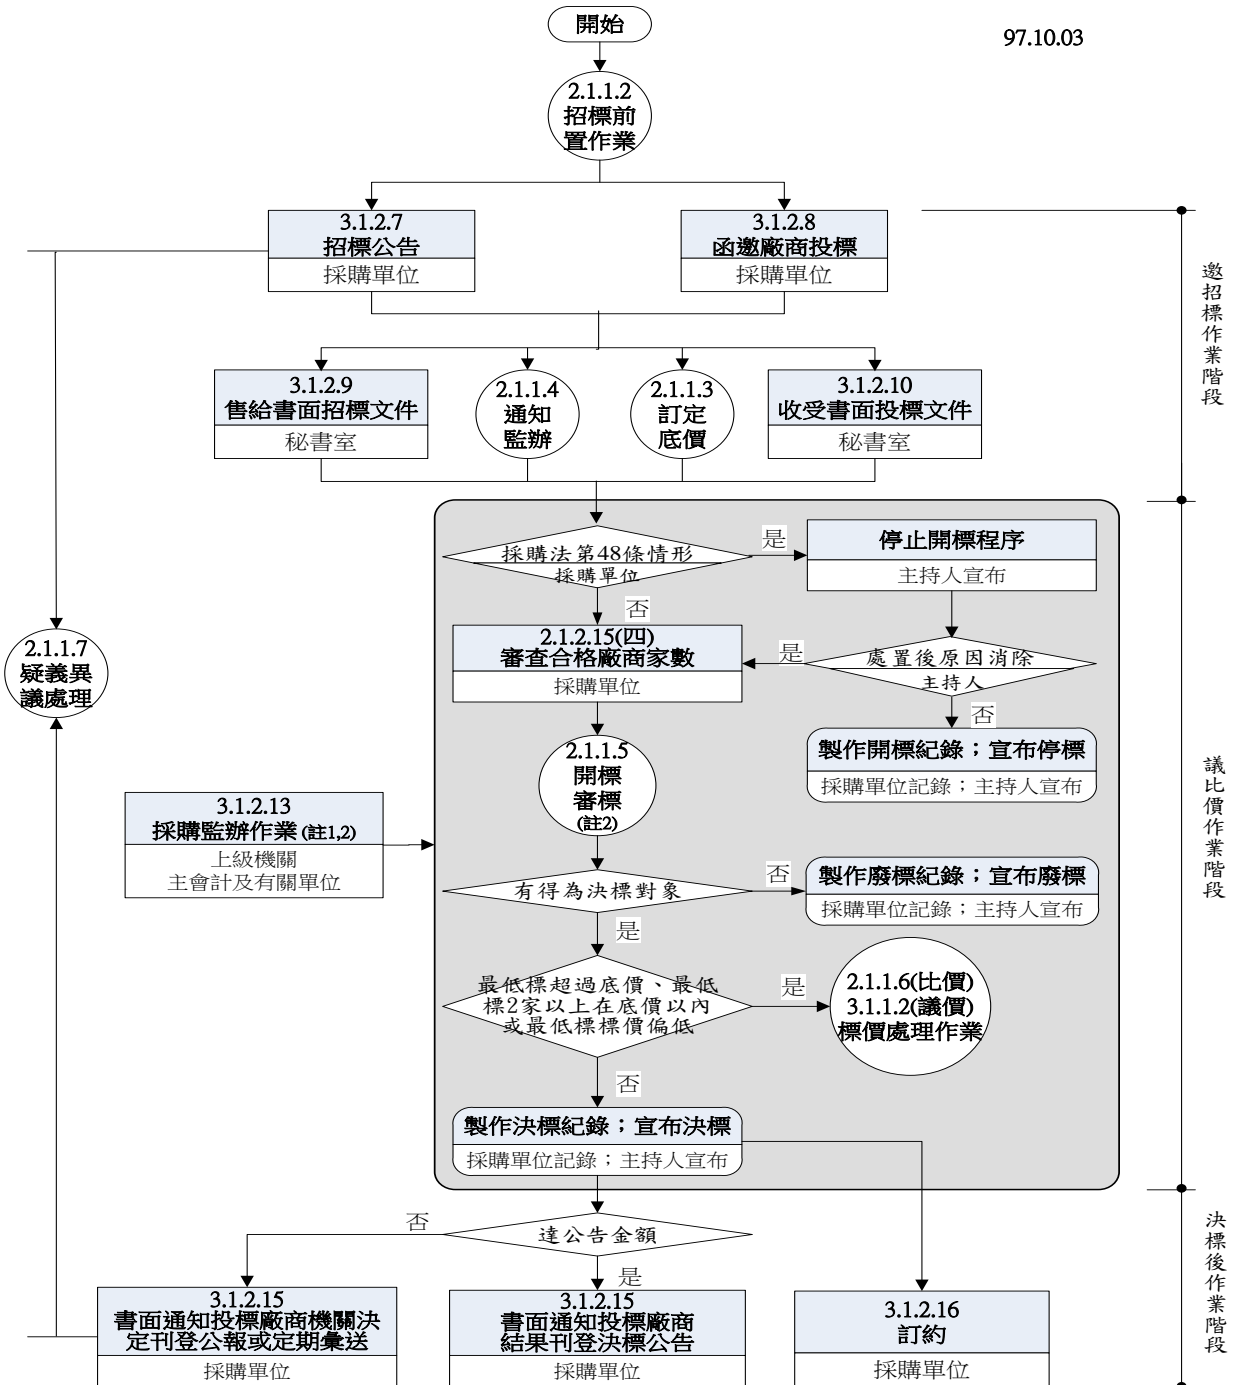 開始
97.10.03
2.1.1.2
招標前
置作業
3.1.2.7
招標公告
採購單位
3.1.2.8
函邀廠商投標
採購單位
邀招標作業階段
3.1.2.9
售給書面招標文件
秘書室
2.1.1.4
通知
監辦
2.1.1.3
訂定
底價
3.1.2.10
收受書面投標文件
秘書室
採購法第48條情形
採購單位
是
停止開標程序
主持人宣布
否
2.1.2.15(四)
審查合格廠商家數
採購單位
是
處置後原因消除
主持人
否
2.1.1.7
疑義異
議處理
製作開標紀錄；宣布停標
採購單位記錄；主持人宣布
2.1.1.5
開標
審標
(註2)
議比價作業階段
3.1.2.13
採購監辦作業(註1,2)
上級機關
主會計及有關單位
有得為決標對象
否
製作廢標紀錄；宣布廢標
採購單位記錄；主持人宣布
是
最低標超過底價、最低
標2家以上在底價以內
或最低標標價偏低
是
2.1.1.6(比價)
3.1.1.2(議價)
標價處理作業
否
製作決標紀錄；宣布決標
採購單位記錄；主持人宣布
達公告金額
否
是
決標後作業階段
3.1.2.15
書面通知投標廠商機關決
定刊登公報或定期彙送
採購單位
3.1.2.15
書面通知投標廠商
結果刊登決標公告
採購單位
3.1.2.16
訂約
採購單位